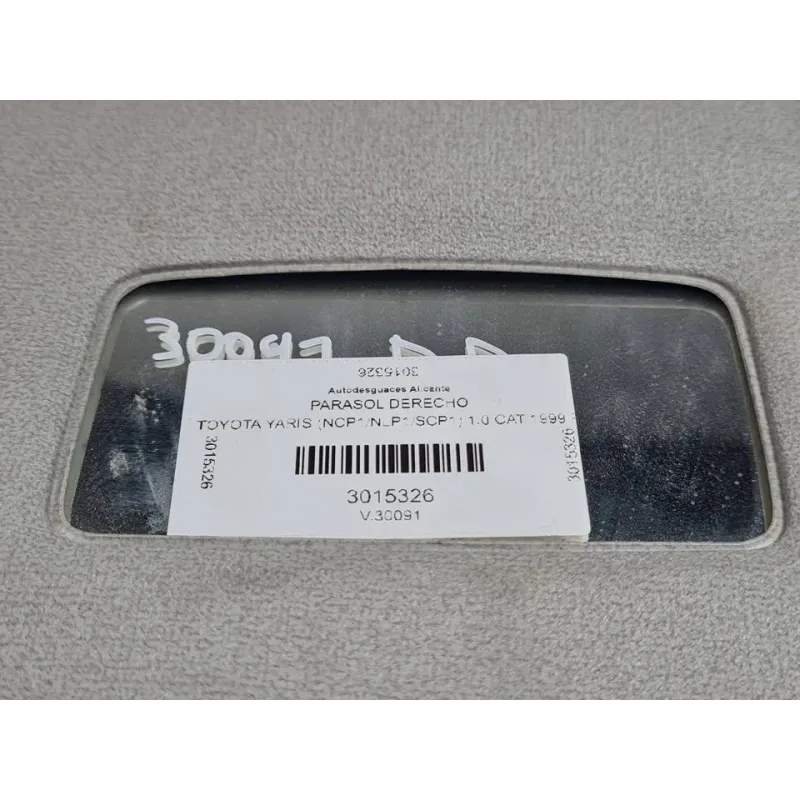 30091
3015326
Autodesguaces Alicante
PARASOL DERECHO
TOYOTA YARIS (NCP1/NLP1/SCP1) 1.0 CAT 1999
3015326
3015326
3015326
V.30091